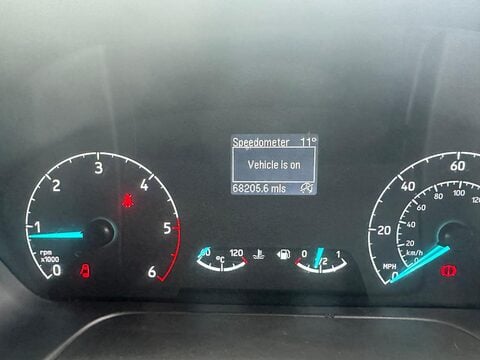 Speedometer 11°
Vehicle is on
68205.6 mls
0 1 2 3 4 5 6
rpm
x1000
120
°C
0 1/2 1
0 20 40 60
MPH
0 20 40 60 80 100 120
km/h